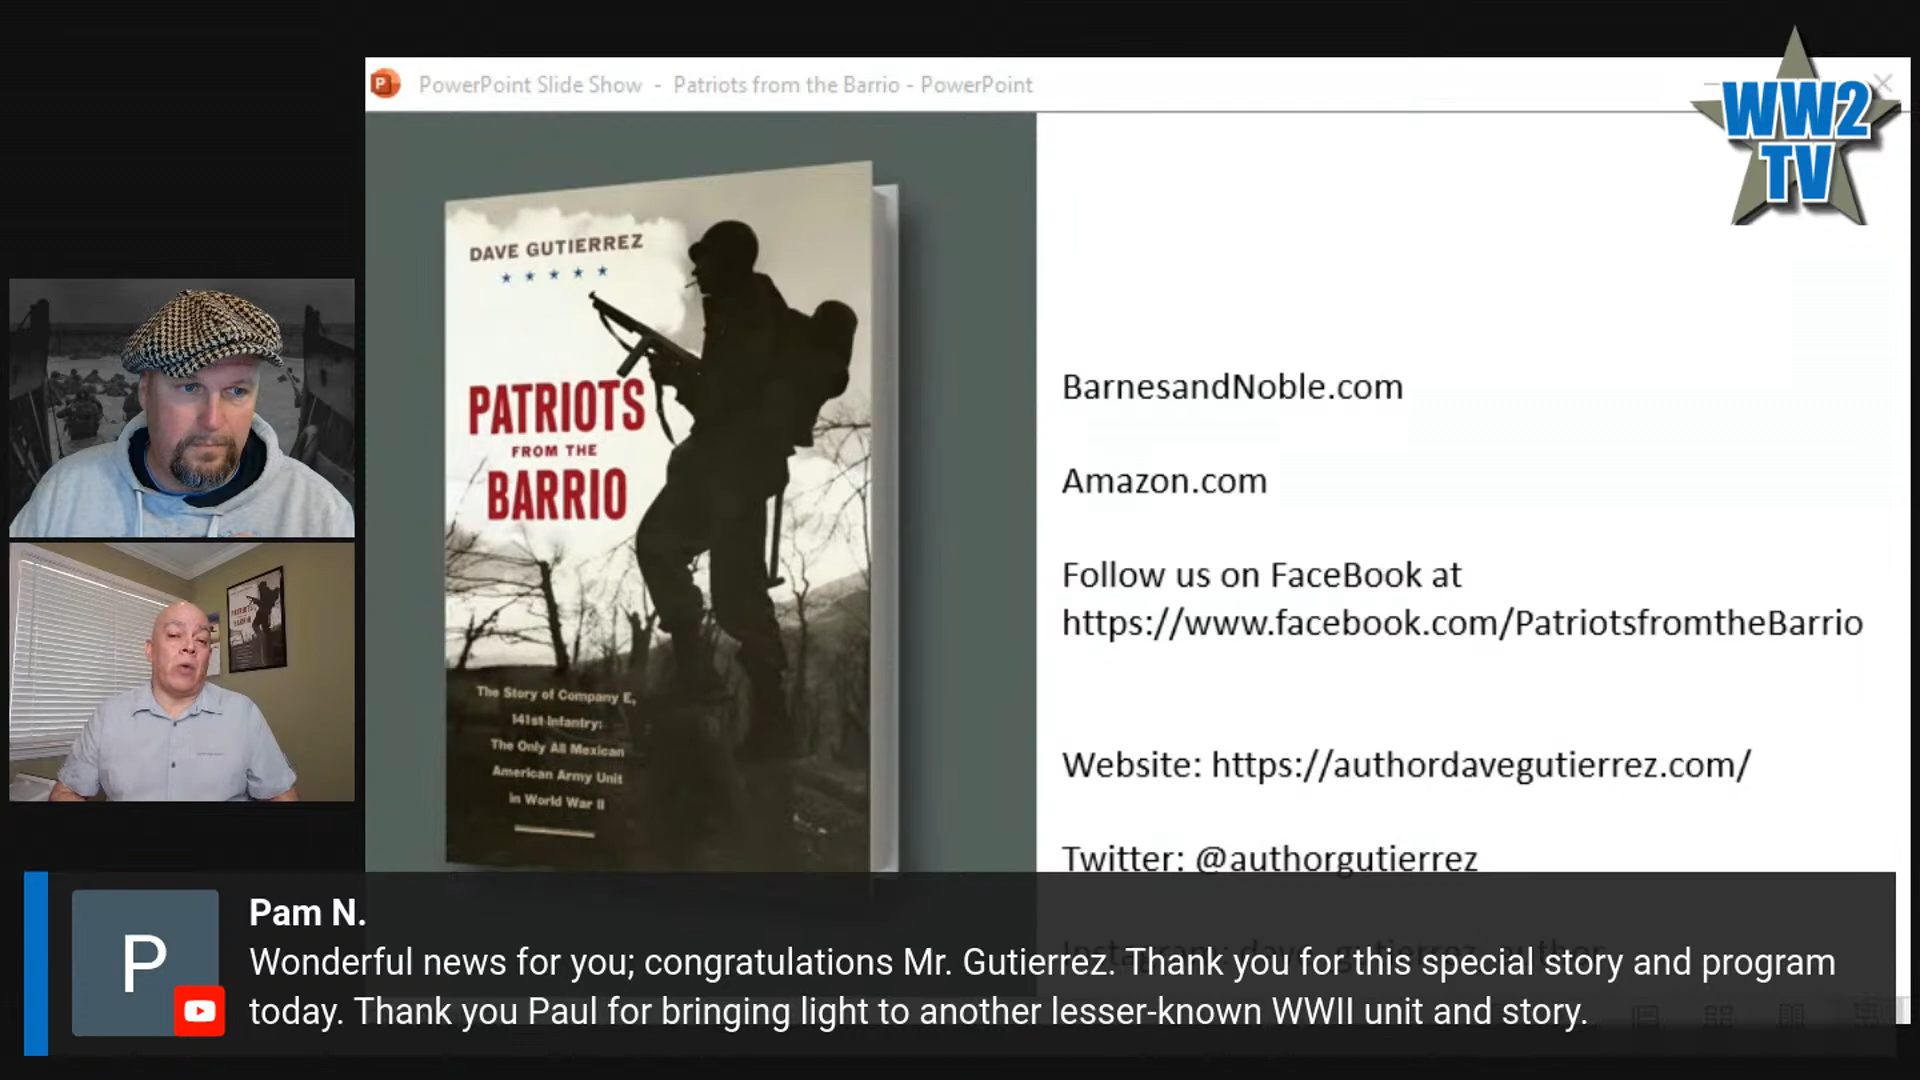 PowerPoint Slide Show - Patriots from the Barrio - PowerPoint
WW2
TV
DAVE GUTIERREZ
PATRIOTS
FROM THE
BARRIO
The Story of Company E,
141st Infantry:
The Only All Mexican
American Army Unit
in World War II
BarnesandNoble.com
Amazon.com
Follow us on FaceBook at
https://www.facebook.com/PatriotsfromtheBarrio
Website: https://authordavegutierrez.com/
Twitter: @authorgutierrez
PATRIOTS
BARRIO
P
Pam N.
Wonderful news for you; congratulations Mr. Gutierrez. Thank you for this special story and program
today. Thank you Paul for bringing light to another lesser-known WWII unit and story.